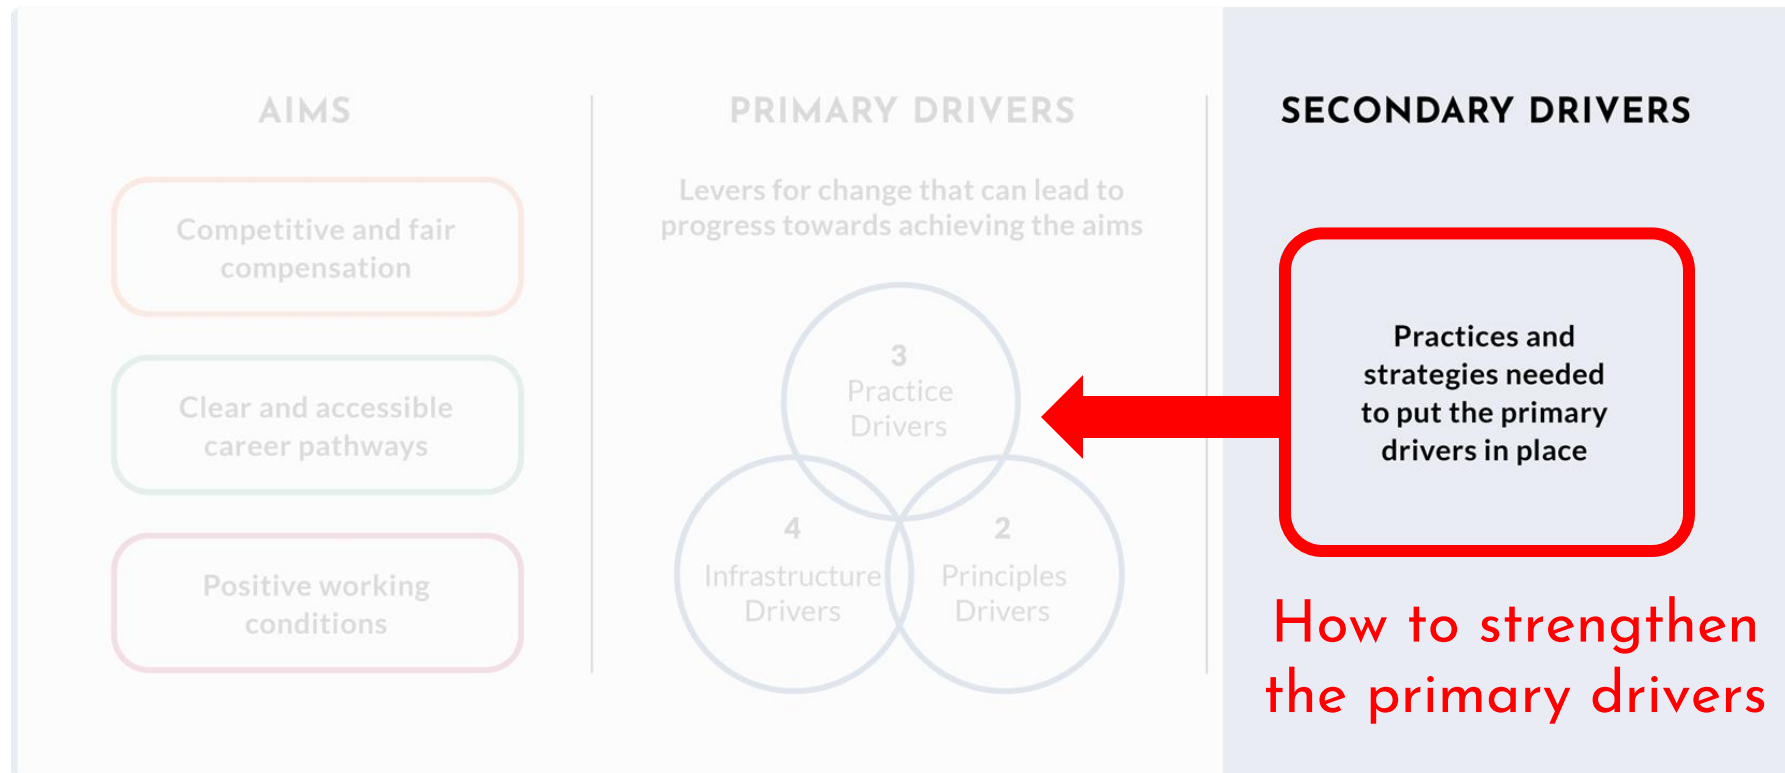 AIMS
Competitive and fair
compensation
Clear and accessible
career pathways
Positive working
conditions
PRIMARY DRIVERS
Levers for change that can lead to
progress towards achieving the aims
3
Practice
Drivers
4
Infrastructure
Drivers
2
Principles
Drivers
SECONDARY DRIVERS
Practices and
strategies needed
to put the primary
drivers in place
How to strengthen
the primary drivers